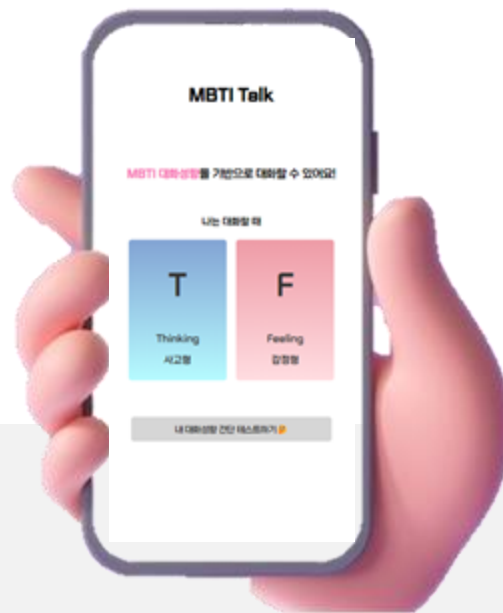 MBTI Talk
MBTI 대화성향을 기반으로 대화할 수 있어요!
나는 대화할 때
T
F
Thinking
Feeling
사고형
감정형
내 대화성향 간단 테스트하기